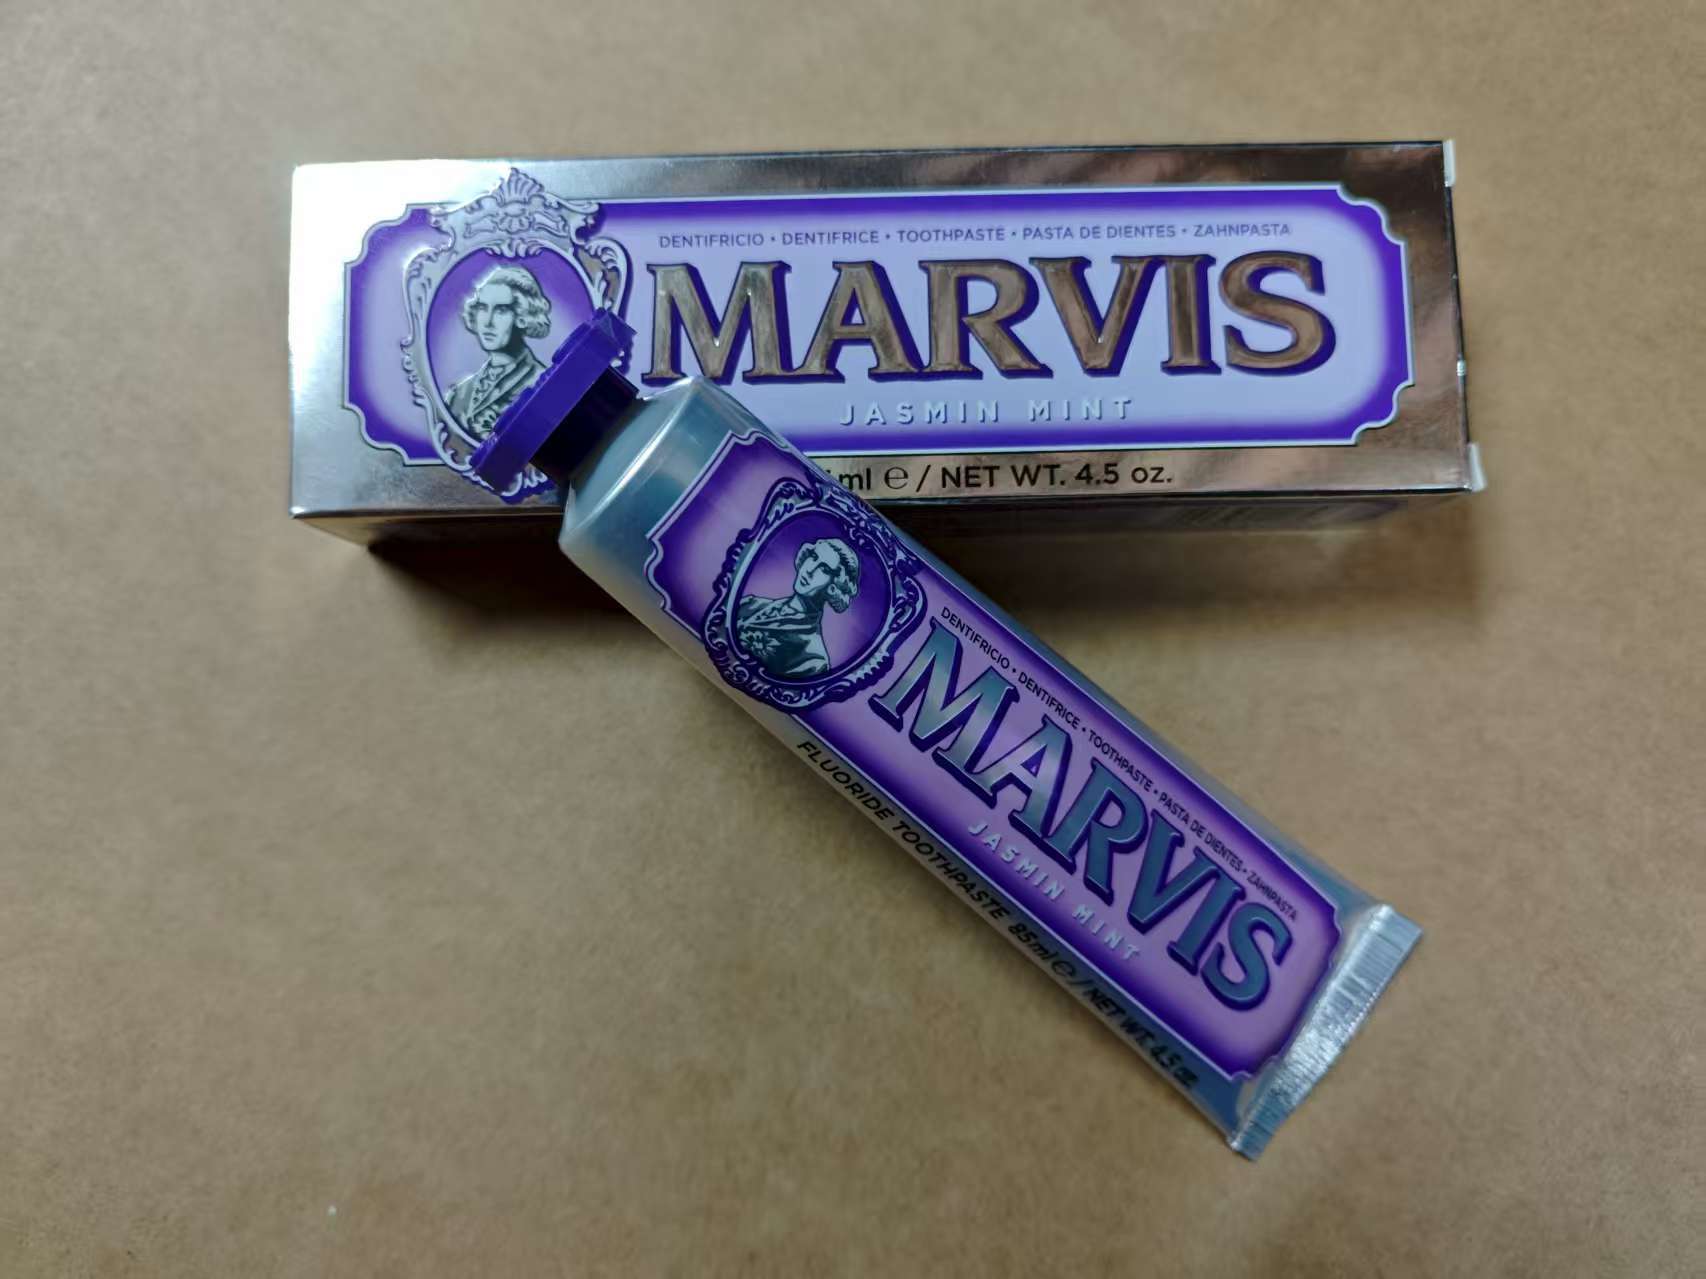 DENTIFRICIO • DENTIFRICE • TOOTHPASTE • PASTA DE DIENTES • ZAHNPASTA
MARVIS
JASMIN MINT
ml ℮ / NET WT. 4.5 oz.
DENTIFRICIO • DENTIFRICE • TOOTHPASTE • PASTA DE DIENTES • ZAHNPASTA
MARVIS
JASMIN MINT
FLUORIDE TOOTHPASTE 85ml ℮ / NET WT. 4.5 oz.